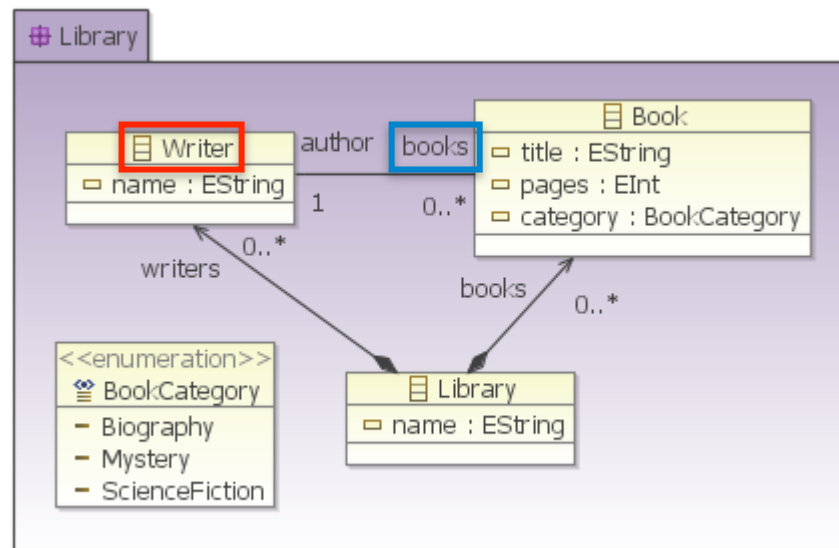 Library
Writer
name : EString
author
books
1
0..*
Book
title : EString
pages : EInt
category : BookCategory
writers
0..*
books
0..*
<<enumeration>>
BookCategory
Biography
Mystery
ScienceFiction
Library
name : EString